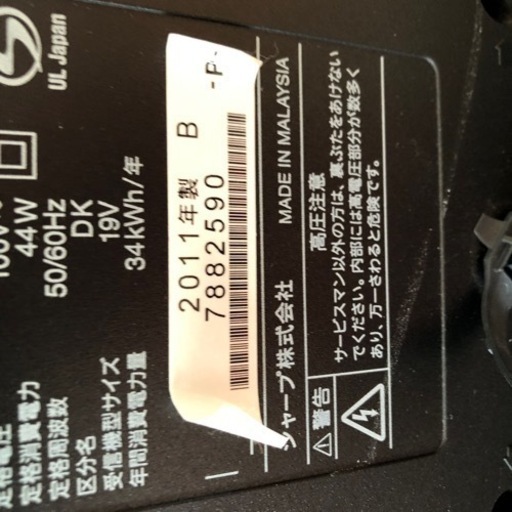 UL Japan
定格電圧
定格消費電力 44W
定格周波数 50/60Hz
区分名 DK
受信機型サイズ 19V
年間消費電力量 34kWh/年
2011年製 B
7882590
-P-
シャープ株式会社 MADE IN MALAYSIA
警告 高圧注意
サービスマン以外の方は、裏ぶたをあけない
でください。内部には高電圧部分が数多く
あり、万一さわると危険です。